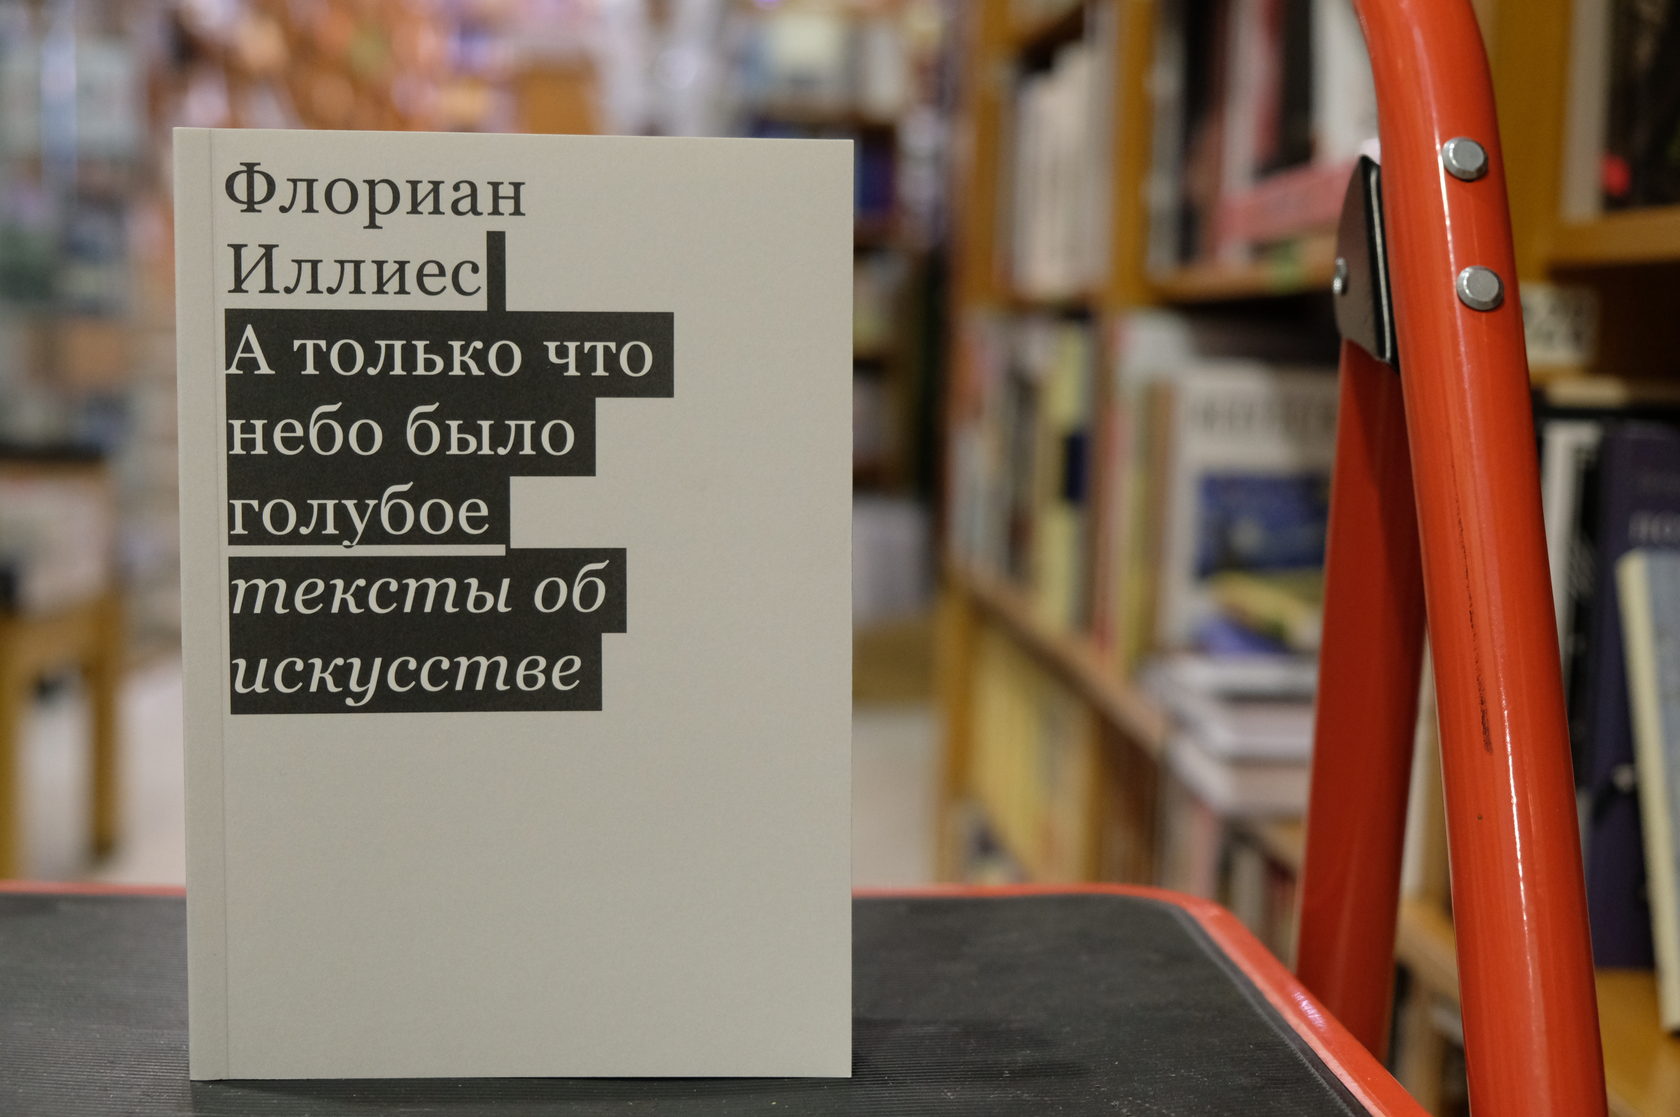 Флориан
Иллиес
А только что
небо было
голубое
тексты об
искусстве